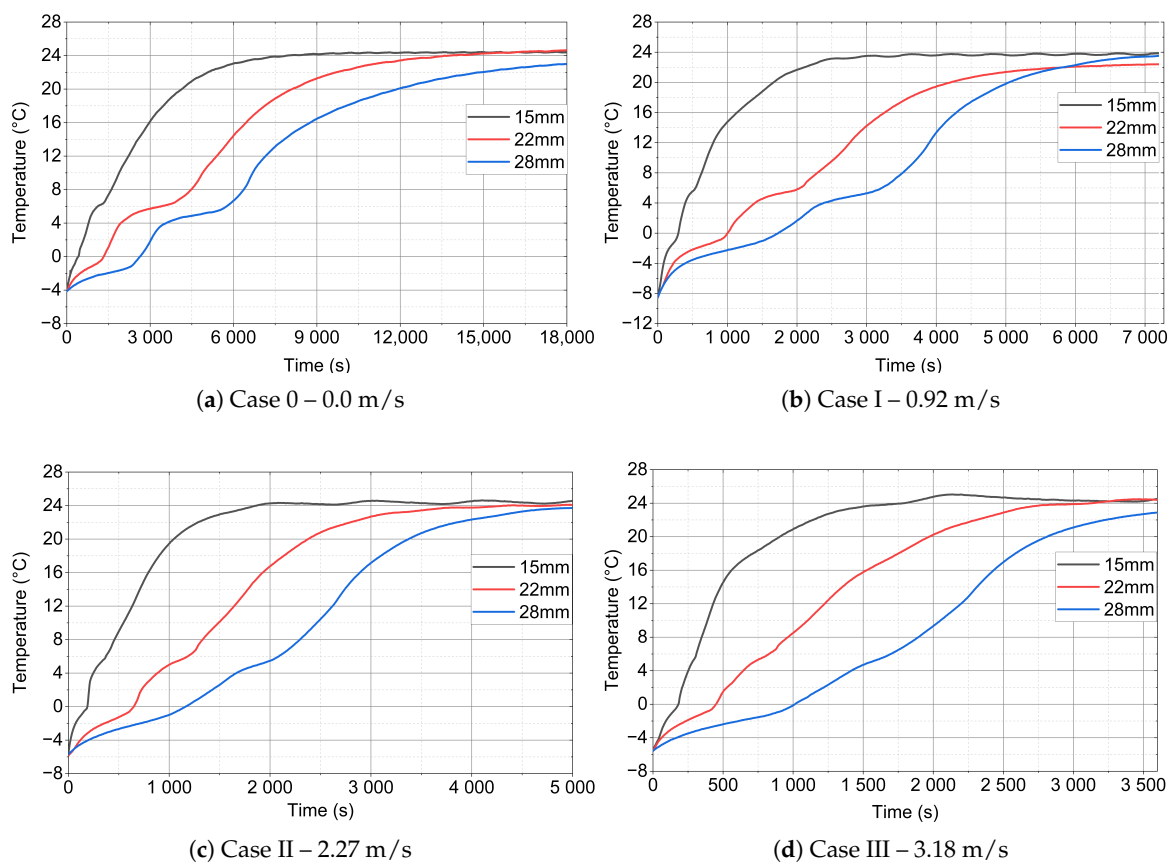 28
24
20
16
12
8
4
0
−4
−8
Temperature (°C)
15mm
22mm
28mm
0 3 000 6 000 9 000 12,000 15,000 18,000
Time (s)
(a) Case 0 – 0.0 m/s
28
24
20
16
12
8
4
0
−4
−8
−12
Temperature (°C)
15mm
22mm
28mm
0 1 000 2 000 3 000 4 000 5 000 6 000 7 000
Time (s)
(b) Case I – 0.92 m/s
28
24
20
16
12
8
4
0
−4
−8
Temperature (°C)
15mm
22mm
28mm
0 1 000 2 000 3 000 4 000 5 000
Time (s)
(c) Case II – 2.27 m/s
28
24
20
16
12
8
4
0
−4
−8
Temperature (°C)
15mm
22mm
28mm
0 500 1 000 1 500 2 000 2 500 3 000 3 500
Time (s)
(d) Case III – 3.18 m/s